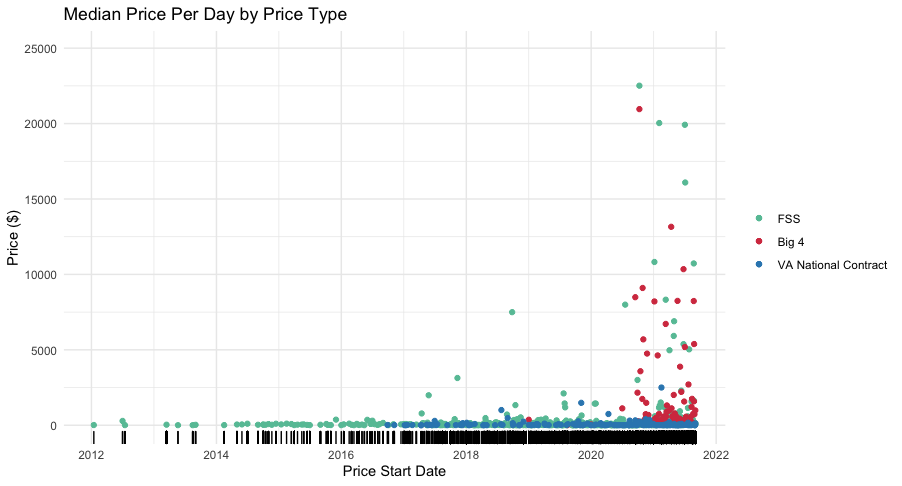 Median Price Per Day by Price Type
25000
20000
15000
10000
5000
0
Price ($)
2012 2014 2016 2018 2020 2022
Price Start Date
FSS
Big 4
VA National Contract